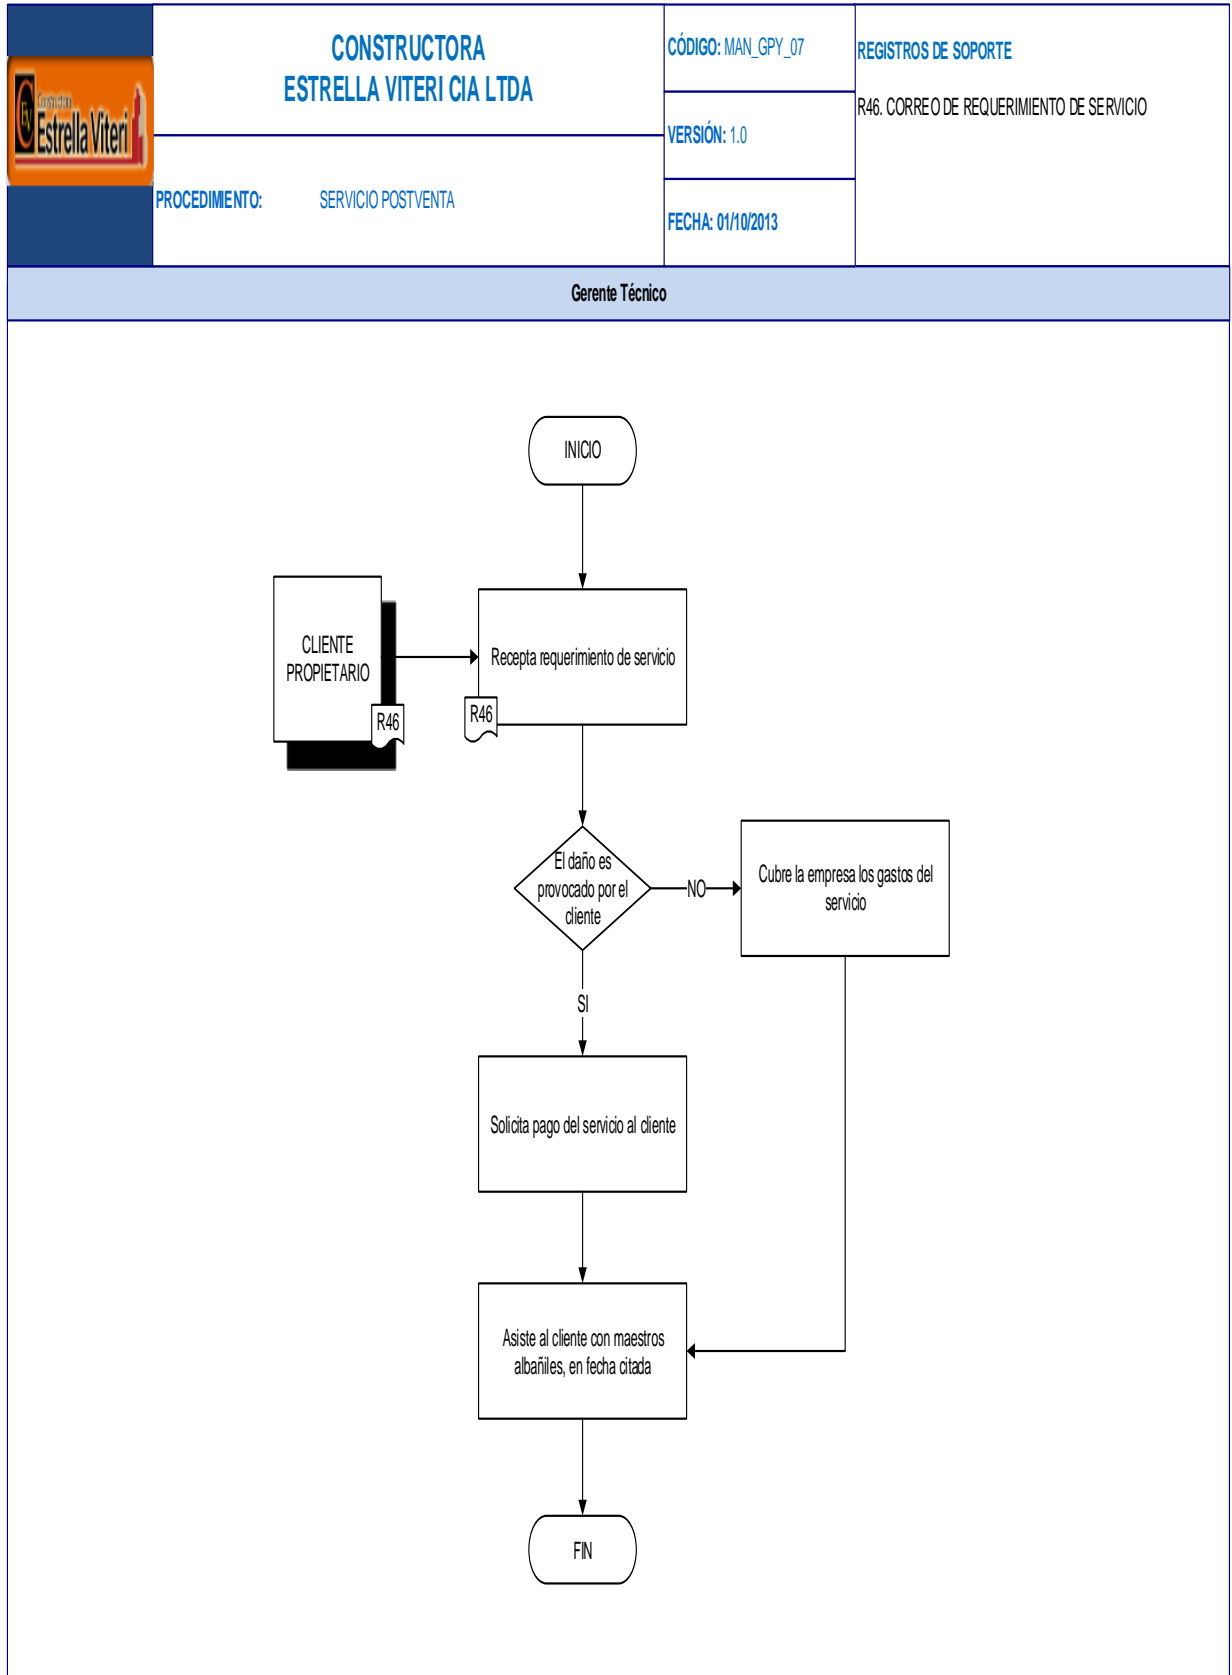 CONSTRUCTORA
ESTRELLA VITERI CIA LTDA
Constructora
Estrella Viteri
PROCEDIMIENTO: SERVICIO POSTVENTA
CÓDIGO: MAN_GPY_07
VERSIÓN: 1.0
FECHA: 01/10/2013
REGISTROS DE SOPORTE
R46. CORREO DE REQUERIMIENTO DE SERVICIO
Gerente Técnico
INICIO
CLIENTE
PROPIETARIO
R46
Recepta requerimiento de servicio
R46
El daño es
provocado por el
cliente
NO
Cubre la empresa los gastos del
servicio
SI
Solicita pago del servicio al cliente
Asiste al cliente con maestros
albañiles, en fecha citada
FIN